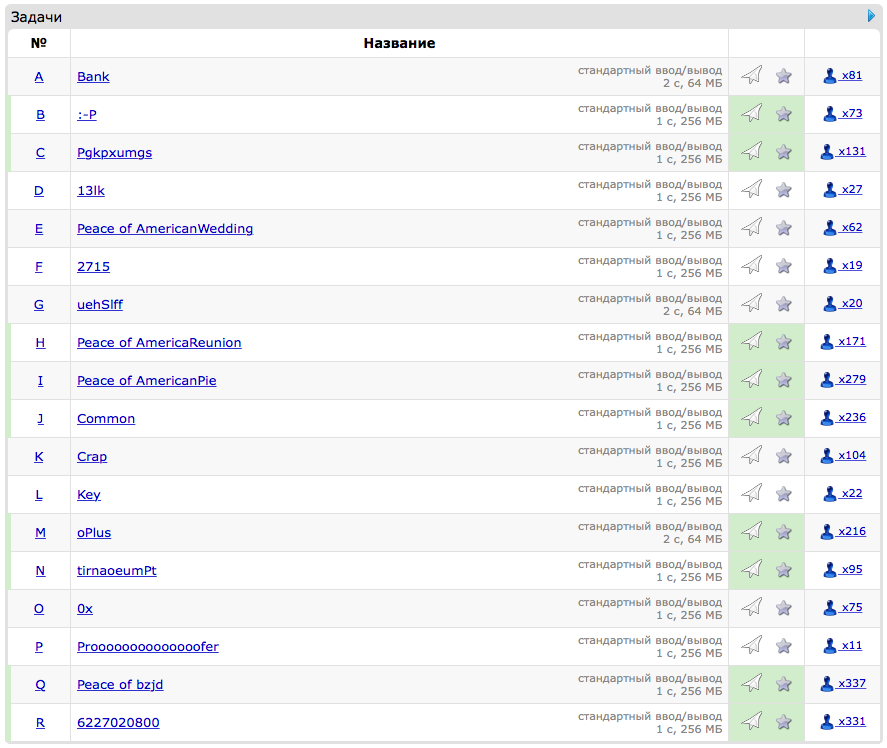 Задачи
№ Название
A Bank стандартный ввод/вывод x81
2 с, 64 МБ
B :-P стандартный ввод/вывод x73
1 с, 256 МБ
C Pgkpxumgs стандартный ввод/вывод x131
1 с, 256 МБ
D 13lk стандартный ввод/вывод x27
1 с, 256 МБ
E Peace of AmericanWedding стандартный ввод/вывод x62
1 с, 256 МБ
F 2715 стандартный ввод/вывод x19
1 с, 256 МБ
G uehSlff стандартный ввод/вывод x20
2 с, 64 МБ
H Peace of AmericaReunion стандартный ввод/вывод x171
1 с, 256 МБ
I Peace of AmericanPie стандартный ввод/вывод x279
1 с, 256 МБ
J Common стандартный ввод/вывод x236
1 с, 256 МБ
K Crap стандартный ввод/вывод x104
1 с, 256 МБ
L Key стандартный ввод/вывод x22
1 с, 256 МБ
M oPlus стандартный ввод/вывод x216
2 с, 64 МБ
N tirnaoeumPt стандартный ввод/вывод x95
1 с, 256 МБ
O 0x стандартный ввод/вывод x75
1 с, 256 МБ
P Proooooooooooooofer стандартный ввод/вывод x11
1 с, 256 МБ
Q Peace of bzjd стандартный ввод/вывод x337
1 с, 256 МБ
R 6227020800 стандартный ввод/вывод x331
1 с, 256 МБ